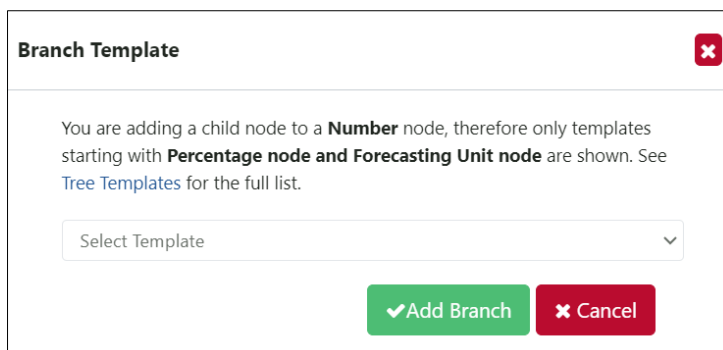 Branch Template
You are adding a child node to a Number node, therefore only templates
starting with Percentage node and Forecasting Unit node are shown. See
Tree Templates for the full list.
Select Template
Add Branch
Cancel